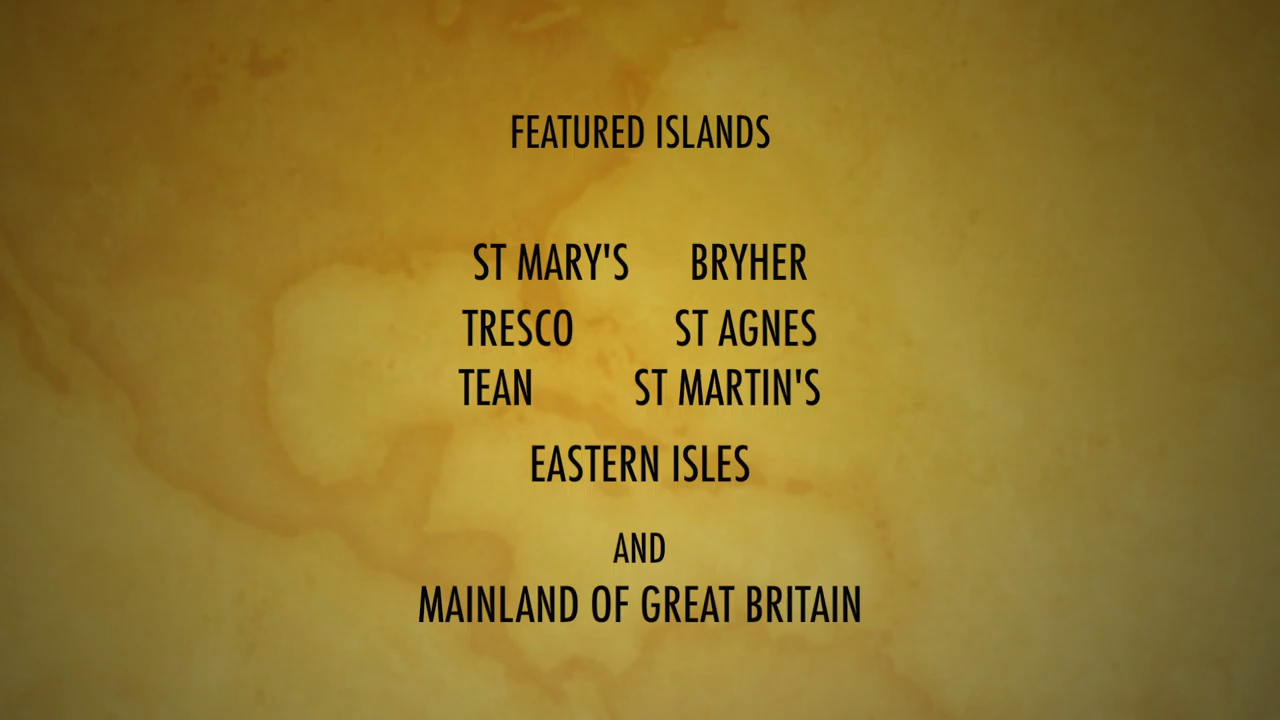 FEATURED ISLANDS
ST MARY'S BRYHER
TRESCO ST AGNES
TEAN ST MARTIN'S
EASTERN ISLES
AND
MAINLAND OF GREAT BRITAIN